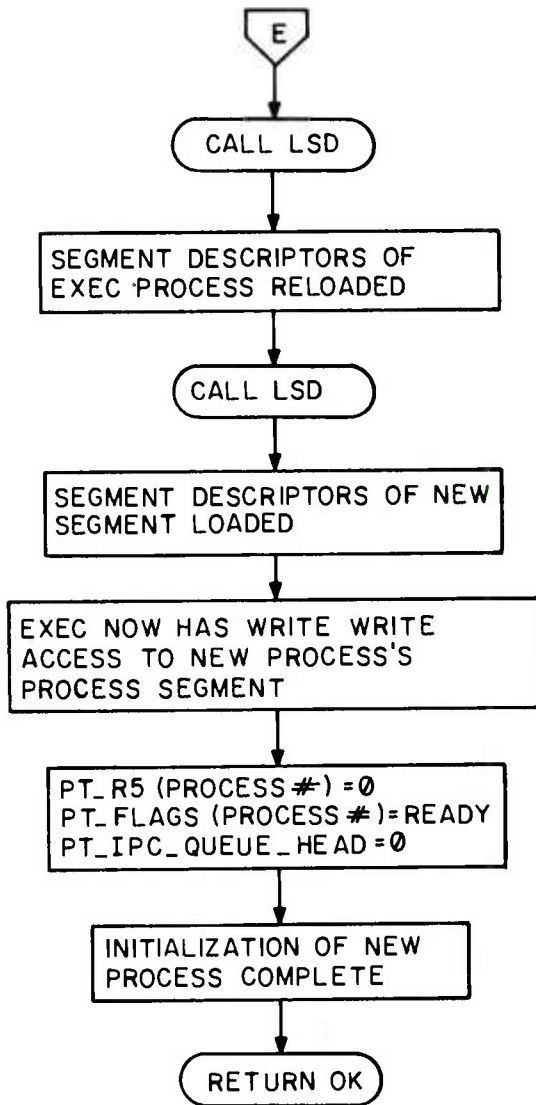 E
CALL LSD
SEGMENT DESCRIPTORS OF
EXEC PROCESS RELOADED
CALL LSD
SEGMENT DESCRIPTORS OF NEW
SEGMENT LOADED
EXEC NOW HAS WRITE WRITE
ACCESS TO NEW PROCESS'S
PROCESS SEGMENT
PT_R5 (PROCESS #) = 0
PT_FLAGS (PROCESS #) = READY
PT_IPC_QUEUE_HEAD = 0
INITIALIZATION OF NEW
PROCESS COMPLETE
RETURN OK